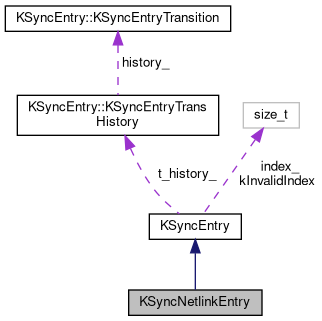 KSyncEntry::KSyncEntryTransition
history_
KSyncEntry::KSyncEntryTrans
History
size_t
t_history_
index_
kInvalidIndex
KSyncEntry
KSyncNetlinkEntry